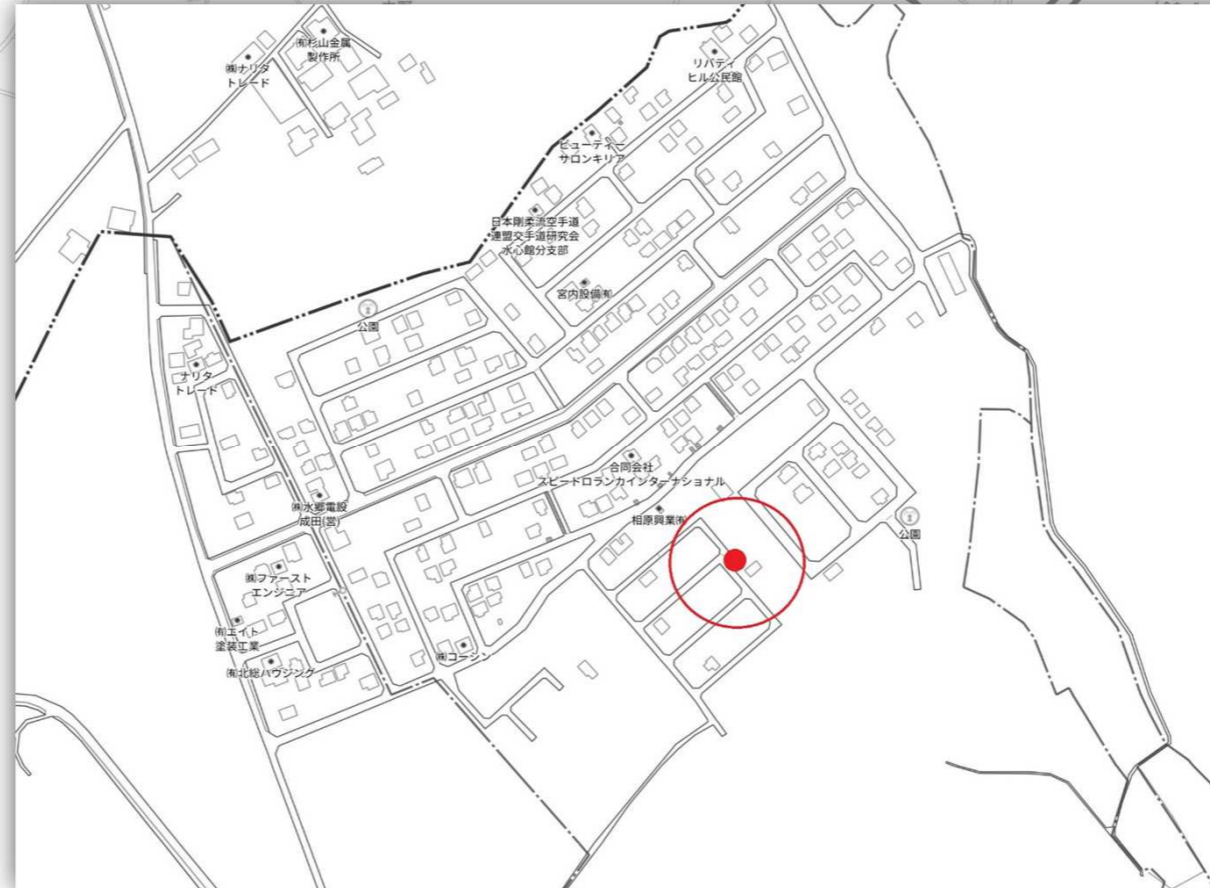 ㈲杉山金属
製作所
㈱ナリタ
トレード
リバティ
ヒル公民館
ビューティー
サロンキリア
日本剛柔流空手道
連盟交手道研究会
水心館分支部
宮内設備㈲
公園
ナリタ
トレード
合同会社
スピードロランカインターナショナル
㈱水郷電設
成田(営)
相原興業㈲
公園
㈱ファースト
エンジニア
㈲エイト
塗装工業
㈱コーシン
㈲北総ハウジング